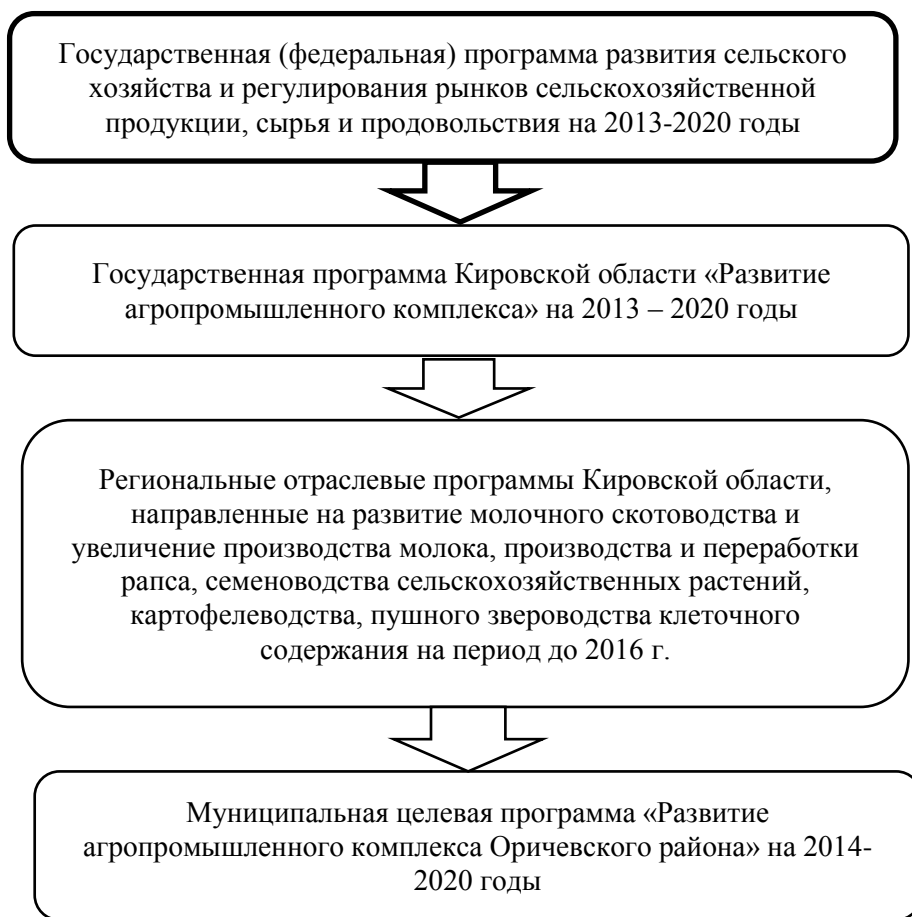 Государственная (федеральная) программа развития сельского
хозяйства и регулирования рынков сельскохозяйственной
продукции, сырья и продовольствия на 2013-2020 годы
Государственная программа Кировской области «Развитие
агропромышленного комплекса» на 2013 – 2020 годы
Региональные отраслевые программы Кировской области,
направленные на развитие молочного скотоводства и
увеличение производства молока, производства и переработки
рапса, семеноводства сельскохозяйственных растений,
картофелеводства, пушного звероводства клеточного
содержания на период до 2016 г.
Муниципальная целевая программа «Развитие
агропромышленного комплекса Оричевского района» на 2014-
2020 годы